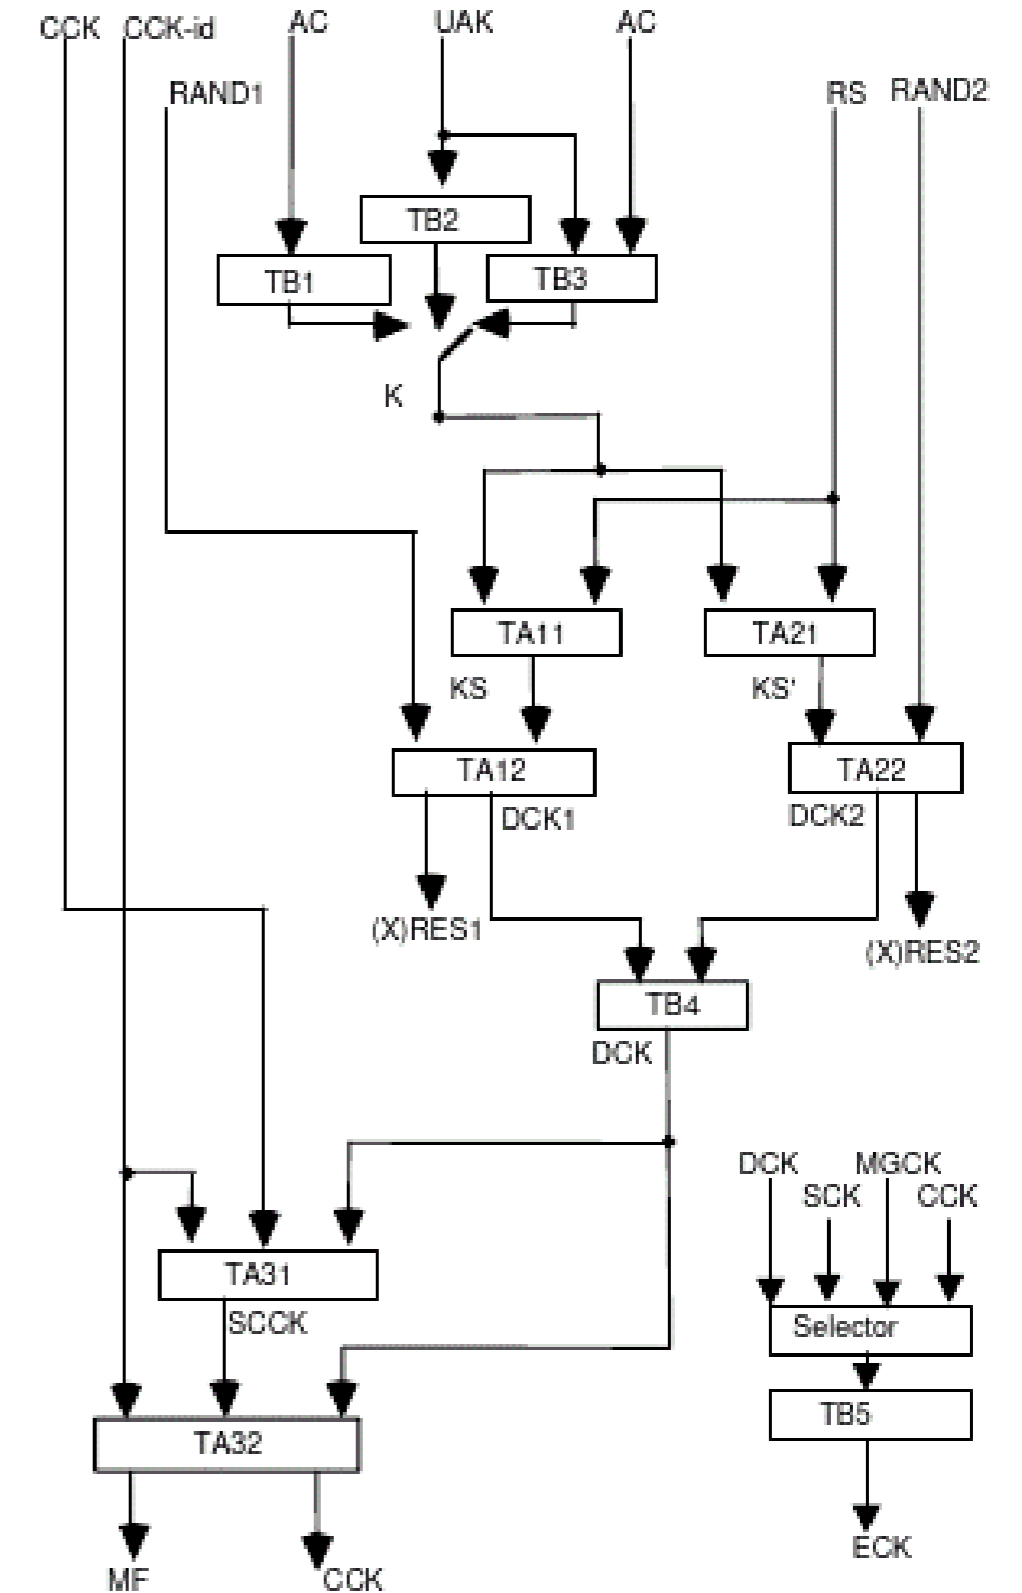 CCK CCK-id AC UAK AC
RAND1 RS RAND2
TB2
TB1 TB3
K
TA11 TA21
KS KS'
TA12 TA22
DCK1 DCK2
(X)RES1
(X)RES2
TB4
DCK
DCK MGCK
SCK CCK
TA31
SCCK Selector
TB5
TA32
ECK
MF CCK